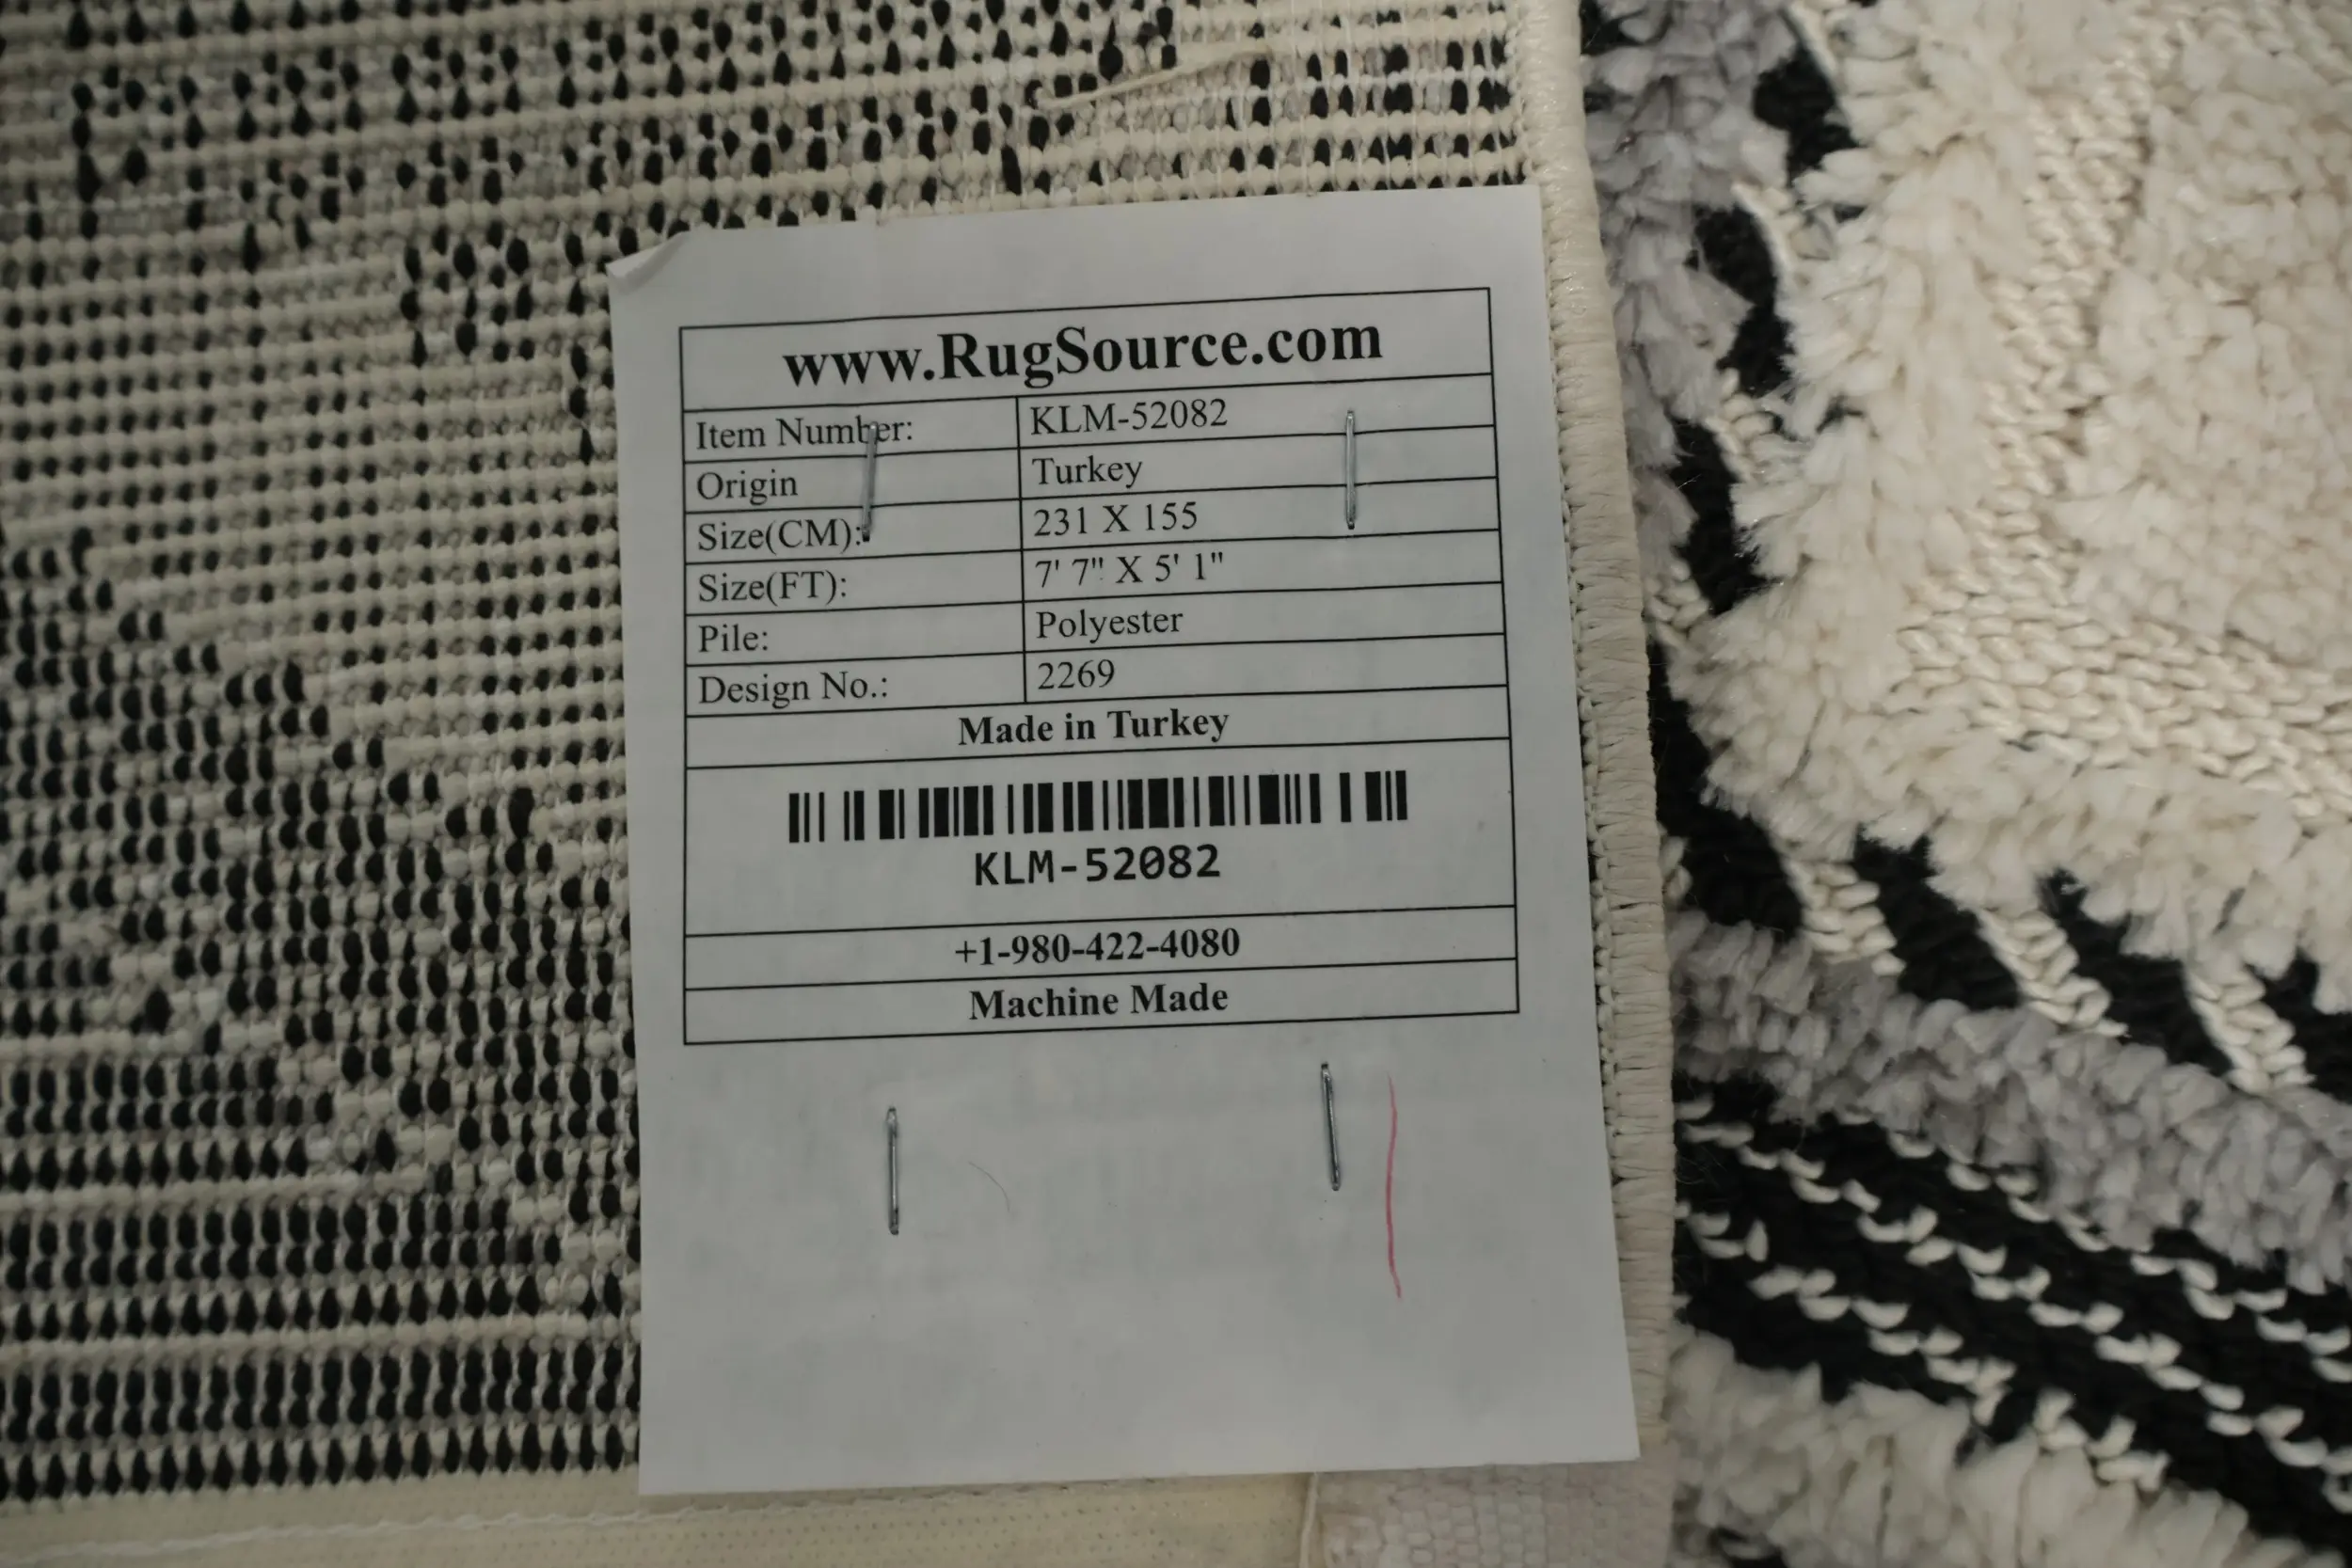 www.RugSource.com
Item Number: KLM-52082
Origin Turkey
Size(CM): 231 X 155
Size(FT): 7' 7" X 5' 1"
Pile: Polyester
Design No.: 2269
Made in Turkey
KLM-52082
+1-980-422-4080
Machine Made